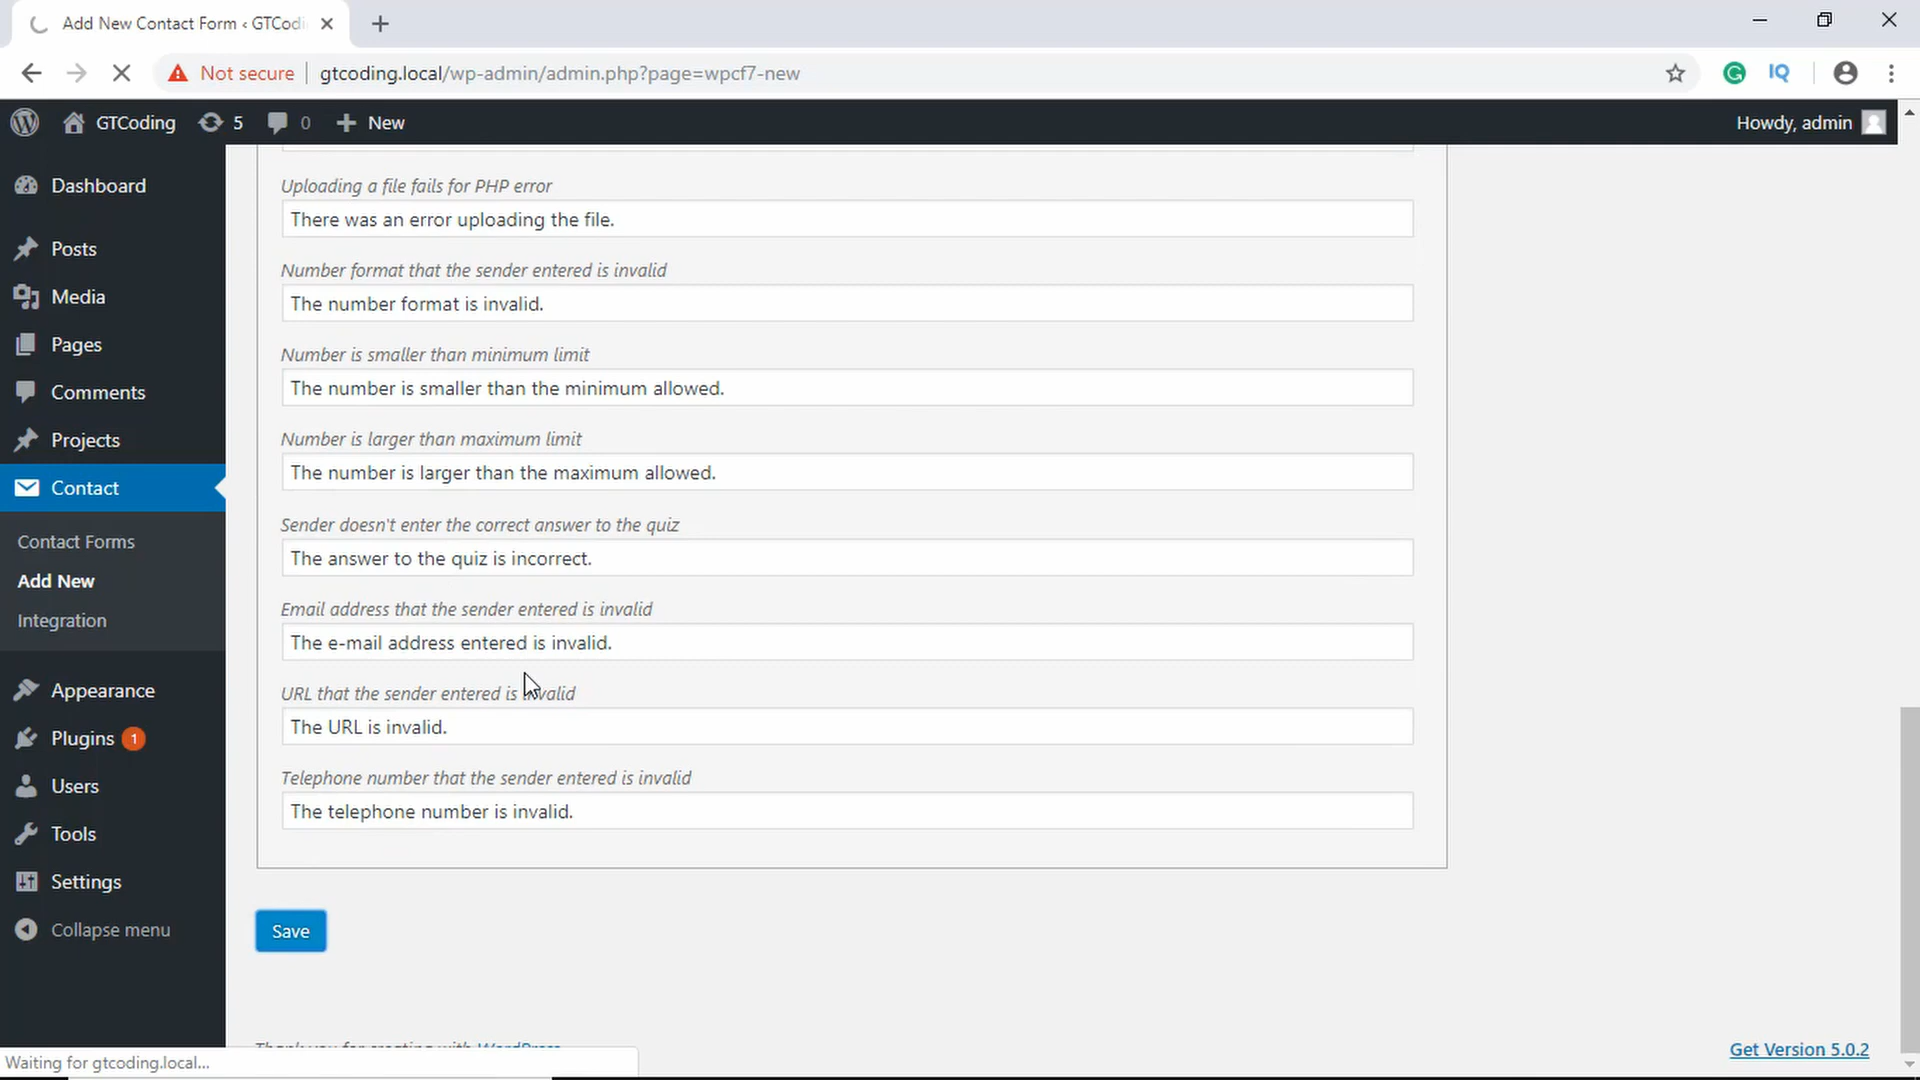 Add New Contact Form ‹ GTCodi
Not secure
gtcoding.local/wp-admin/admin.php?page=wpcf7-new
GTCoding
5
0
New
Howdy, admin
Dashboard
Posts
Media
Pages
Comments
Projects
Contact
Contact Forms
Add New
Integration
Appearance
Plugins 1
Users
Tools
Settings
Collapse menu
Uploading a file fails for PHP error
There was an error uploading the file.
Number format that the sender entered is invalid
The number format is invalid.
Number is smaller than minimum limit
The number is smaller than the minimum allowed.
Number is larger than maximum limit
The number is larger than the maximum allowed.
Sender doesn't enter the correct answer to the quiz
The answer to the quiz is incorrect.
Email address that the sender entered is invalid
The e-mail address entered is invalid.
URL that the sender entered is invalid
The URL is invalid.
Telephone number that the sender entered is invalid
The telephone number is invalid.
Save
Thank you for creating with WordPress
Get Version 5.0.2
Waiting for gtcoding.local...